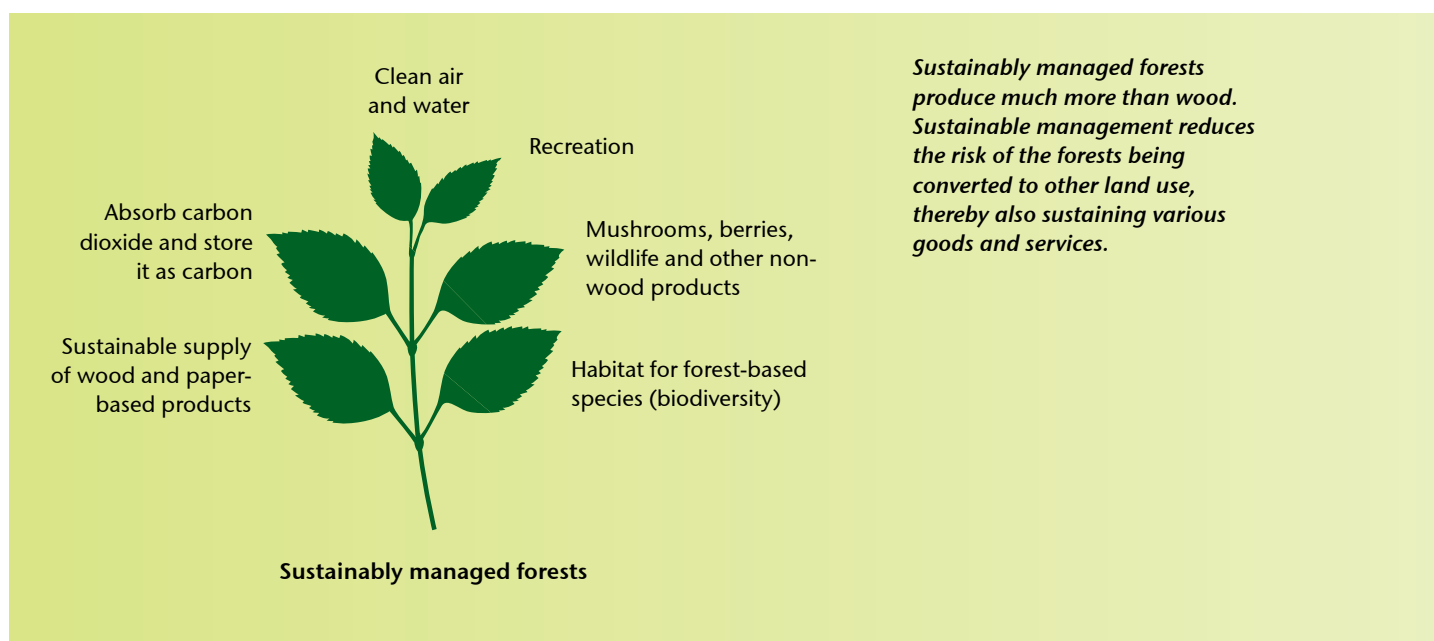 Clean air
and water
Recreation
Absorb carbon
dioxide and store
it as carbon
Mushrooms, berries,
wildlife and other non-
wood products
Sustainable supply
of wood and paper-
based products
Habitat for forest-based
species (biodiversity)
Sustainably managed forests
Sustainably managed forests
produce much more than wood.
Sustainable management reduces
the risk of the forests being
converted to other land use,
thereby also sustaining various
goods and services.